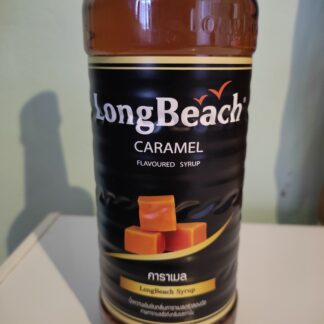 LongBeach®
CARAMEL
FLAVOURED SYRUP
คาราเมล
LongBeach Syrup